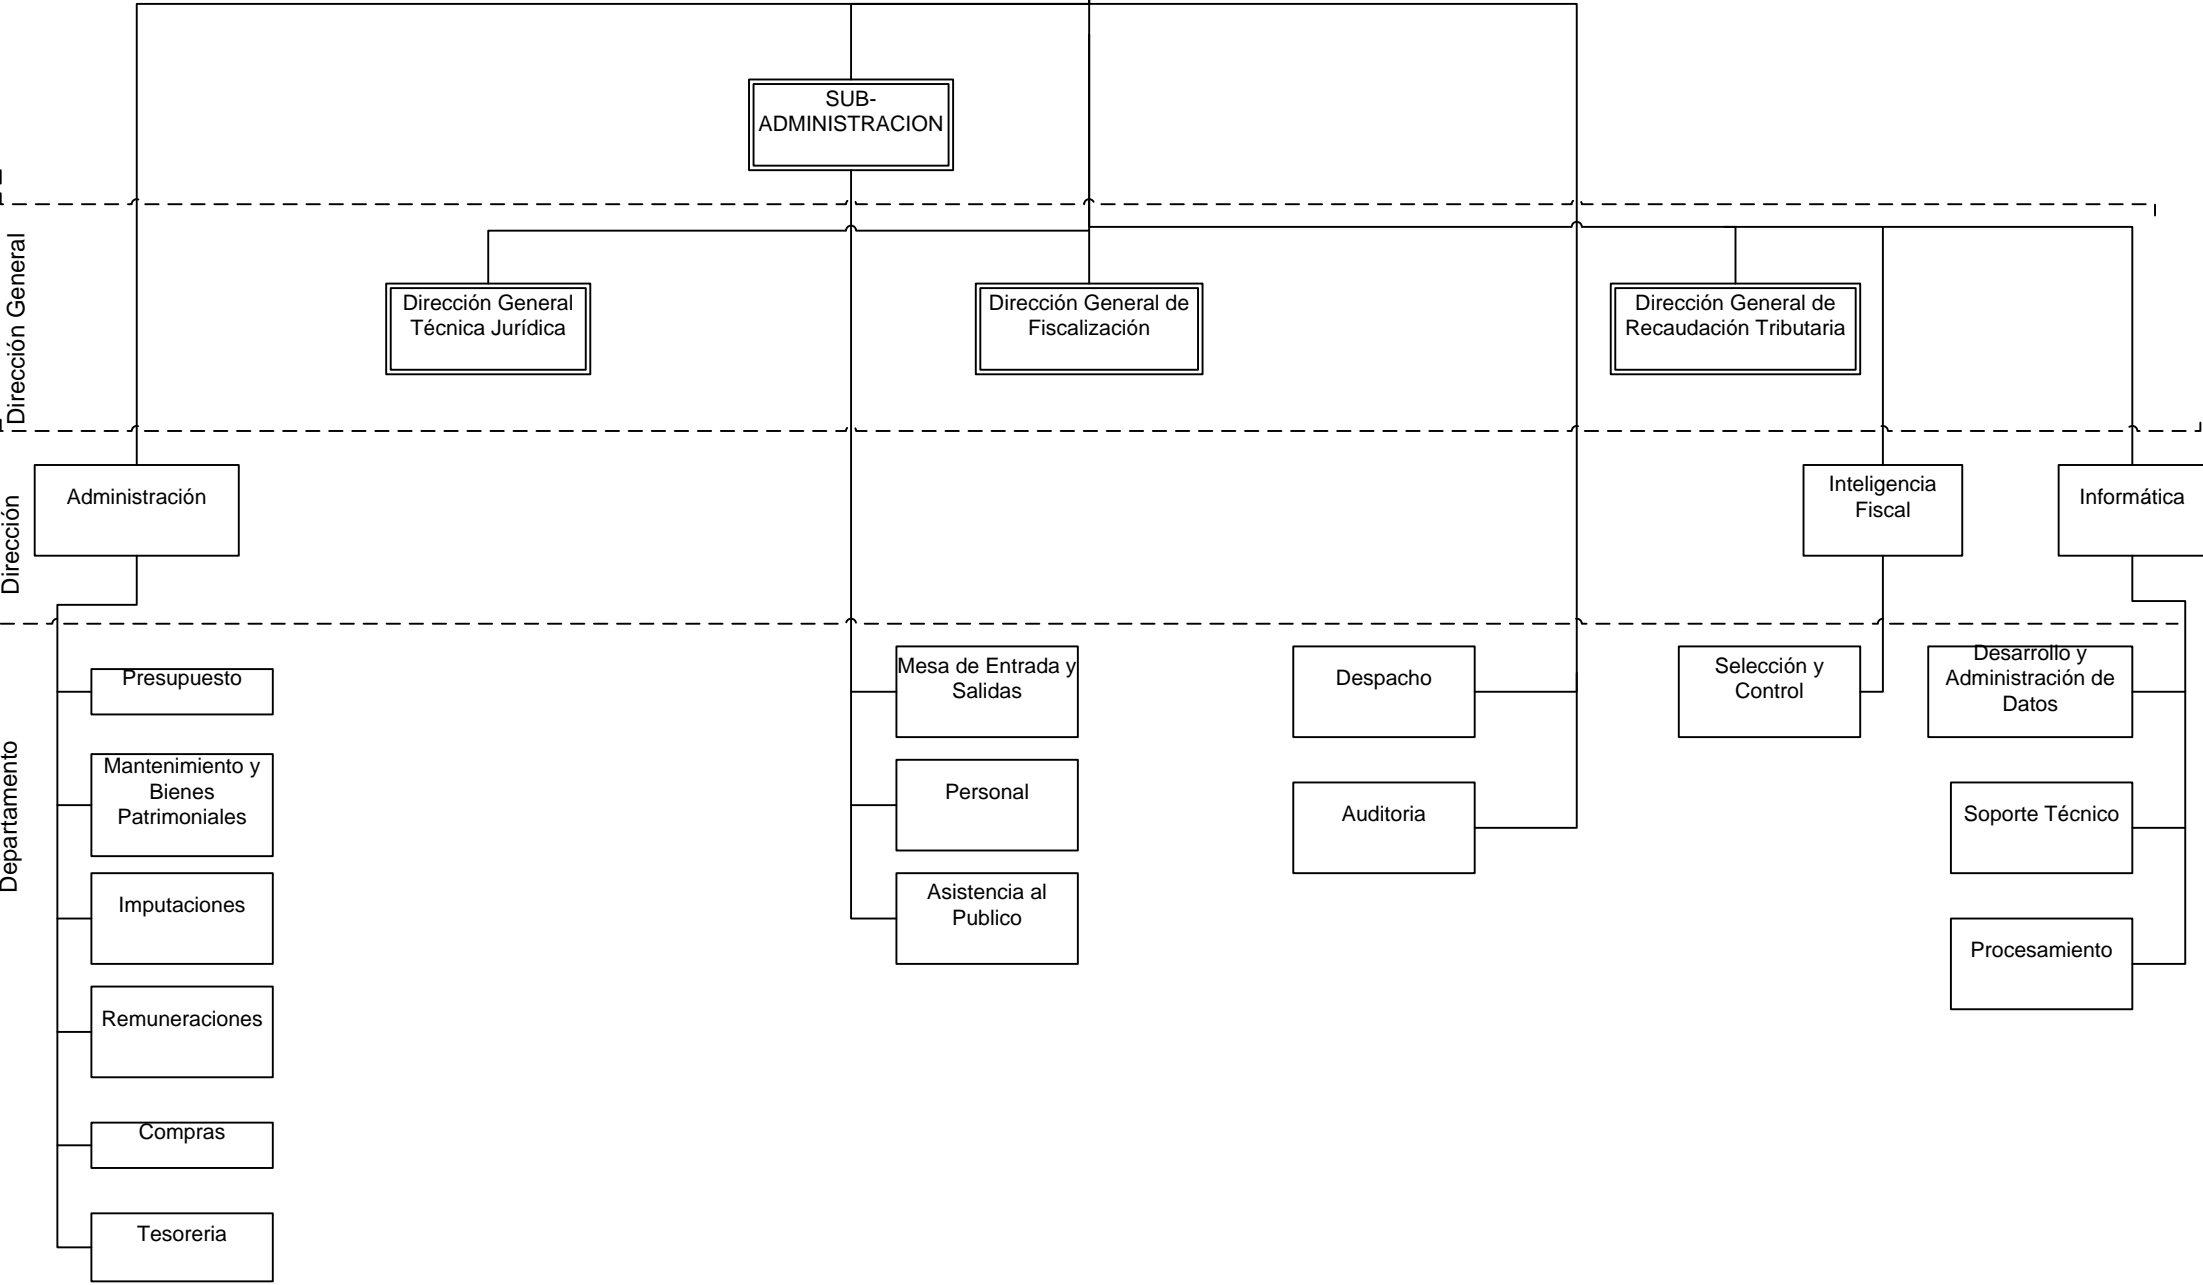 SUB-
ADMINISTRACION
Dirección General
Dirección General
Técnica Jurídica
Dirección General de
Fiscalización
Dirección General de
Recaudación Tributaria
Dirección
Administración
Inteligencia
Fiscal
Informática
Departamento
Presupuesto
Mantenimiento y
Bienes
Patrimoniales
Imputaciones
Remuneraciones
Compras
Tesoreria
Mesa de Entrada y
Salidas
Personal
Asistencia al
Publico
Despacho
Auditoria
Selección y
Control
Desarrollo y
Administración de
Datos
Soporte Técnico
Procesamiento